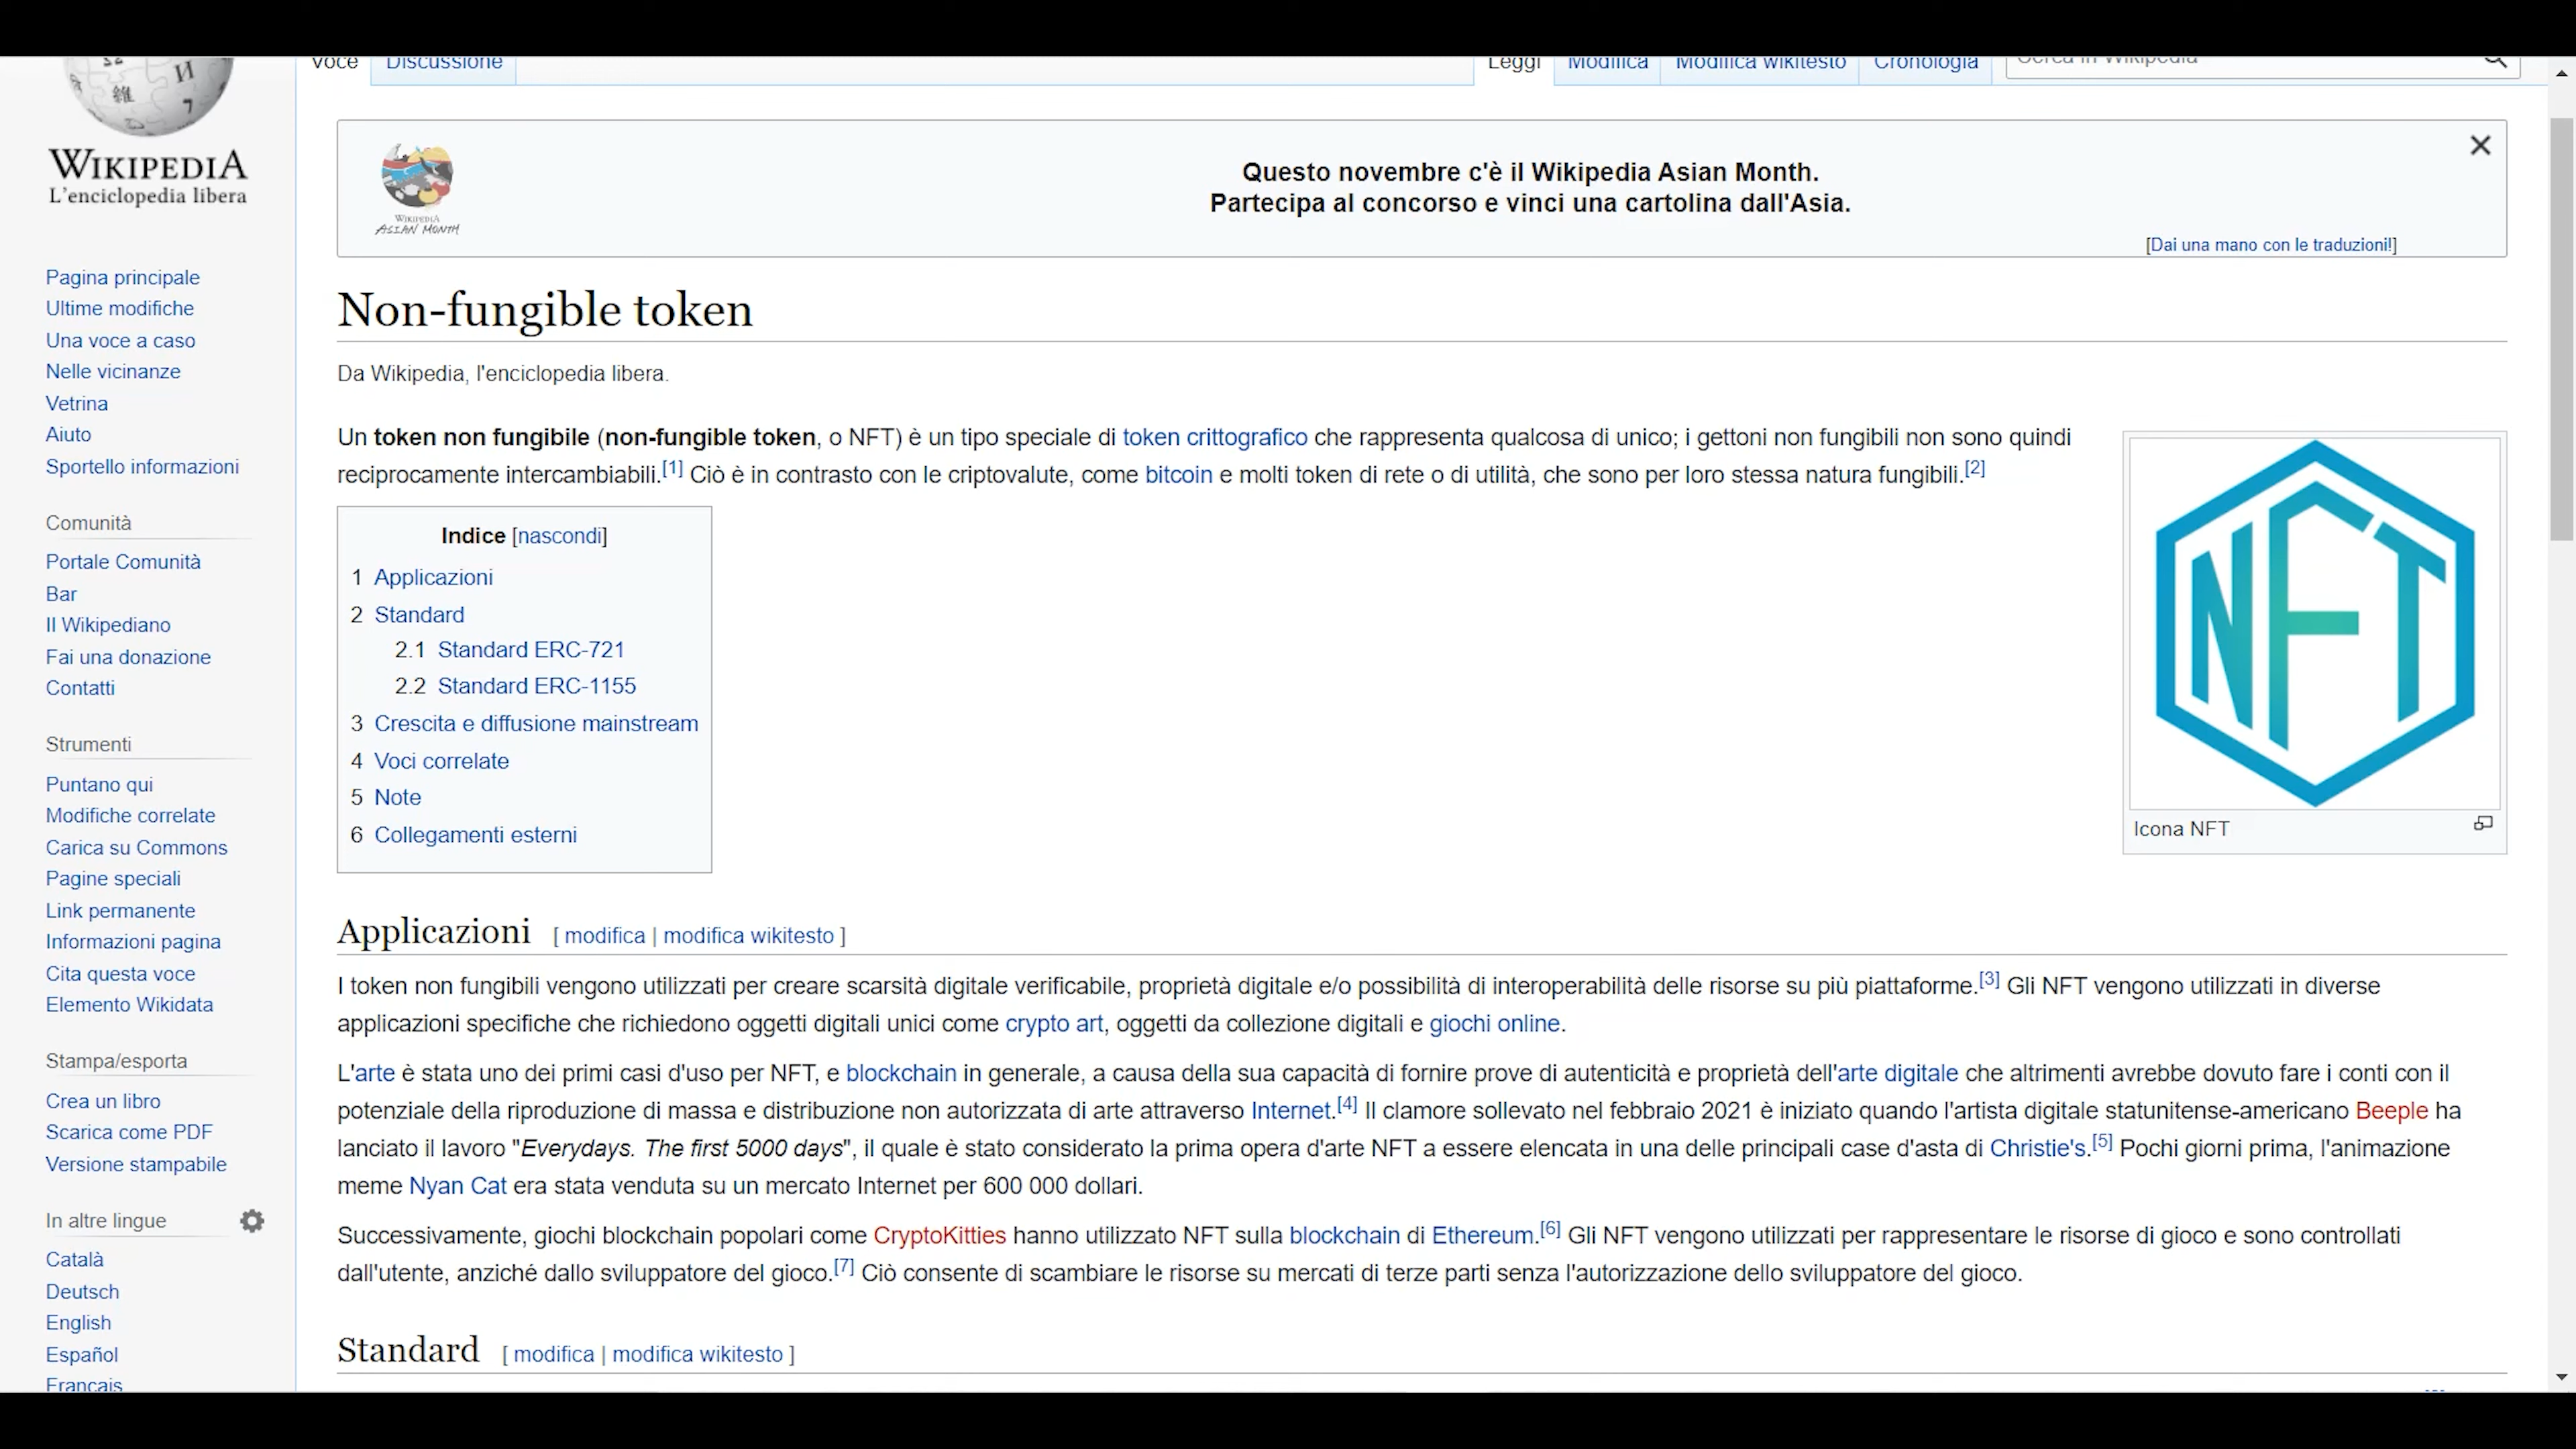 Voce
Discussione
Leggi
Modifica
Modifica wikitesto
Cronologia
Cerca in Wikipedia
WIKIPEDIA
L'enciclopedia libera
Pagina principale
Ultime modifiche
Una voce a caso
Nelle vicinanze
Vetrina
Aiuto
Sportello informazioni
Comunità
Portale Comunità
Bar
Il Wikipediano
Fai una donazione
Contatti
Strumenti
Puntano qui
Modifiche correlate
Carica su Commons
Pagine speciali
Link permanente
Informazioni pagina
Cita questa voce
Elemento Wikidata
Stampa/esporta
Crea un libro
Scarica come PDF
Versione stampabile
In altre lingue
Català
Deutsch
English
Español
Français
WIKIPEDIA
ASIAN MONTH
Questo novembre c'è il Wikipedia Asian Month.
Partecipa al concorso e vinci una cartolina dall'Asia.
[Dai una mano con le traduzioni!]
Non-fungible token
Da Wikipedia, l'enciclopedia libera.
Un token non fungibile (non-fungible token, o NFT) è un tipo speciale di token crittografico che rappresenta qualcosa di unico; i gettoni non fungibili non sono quindi
reciprocamente intercambiabili.[1] Ciò è in contrasto con le criptovalute, come bitcoin e molti token di rete o di utilità, che sono per loro stessa natura fungibili.[2]
NFT
Icona NFT
Indice [nascondi]
1 Applicazioni
2 Standard
2.1 Standard ERC-721
2.2 Standard ERC-1155
3 Crescita e diffusione mainstream
4 Voci correlate
5 Note
6 Collegamenti esterni
Applicazioni [ modifica | modifica wikitesto ]
I token non fungibili vengono utilizzati per creare scarsità digitale verificabile, proprietà digitale e/o possibilità di interoperabilità delle risorse su più piattaforme.[3] Gli NFT vengono utilizzati in diverse
applicazioni specifiche che richiedono oggetti digitali unici come crypto art, oggetti da collezione digitali e giochi online.
L'arte è stata uno dei primi casi d'uso per NFT, e blockchain in generale, a causa della sua capacità di fornire prove di autenticità e proprietà dell'arte digitale che altrimenti avrebbe dovuto fare i conti con il
potenziale della riproduzione di massa e distribuzione non autorizzata di arte attraverso Internet.[4] Il clamore sollevato nel febbraio 2021 è iniziato quando l'artista digitale statunitense-americano Beeple ha
lanciato il lavoro "Everydays. The first 5000 days", il quale è stato considerato la prima opera d'arte NFT a essere elencata in una delle principali case d'asta di Christie's.[5] Pochi giorni prima, l'animazione
meme Nyan Cat era stata venduta su un mercato Internet per 600 000 dollari.
Successivamente, giochi blockchain popolari come CryptoKitties hanno utilizzato NFT sulla blockchain di Ethereum.[6] Gli NFT vengono utilizzati per rappresentare le risorse di gioco e sono controllati
dall'utente, anziché dallo sviluppatore del gioco.[7] Ciò consente di scambiare le risorse su mercati di terze parti senza l'autorizzazione dello sviluppatore del gioco.
Standard [ modifica | modifica wikitesto ]